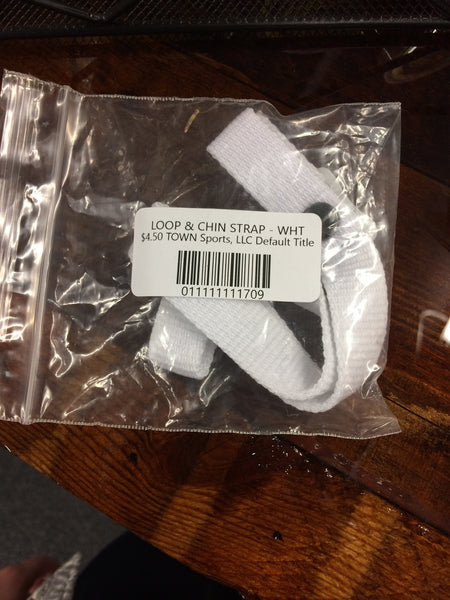 LOOP & CHIN STRAP - WHT
$4.50 TOWN Sports, LLC Default Title
011111111709